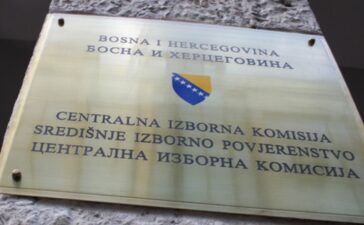 BOSNA I HERCEGOVINA
БОСНА И ХЕРЦЕГОВИНА
CENTRALNA IZBORNA KOMISIJA
SREDIŠNJE IZBORNO POVJERENSTVO
ЦЕНТРАЛНА ИЗБОРНА КОМИСИЈА